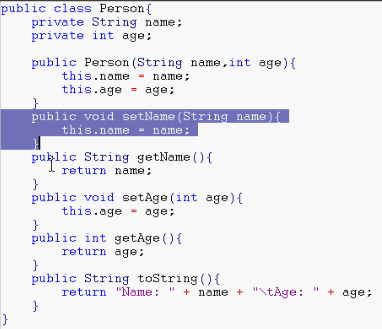 public class Person{
    private String name;
    private int age;

    public Person(String name,int age){
        this.name = name;
        this.age = age;
    }
    public void setName(String name){
        this.name = name;
    }
    public String getName(){
        return name;
    }
    public void setAge(int age){
        this.age = age;
    }
    public int getAge(){
        return age;
    }
    public String toString(){
        return "Name: " + name + "\tAge: " + age;
    }
}